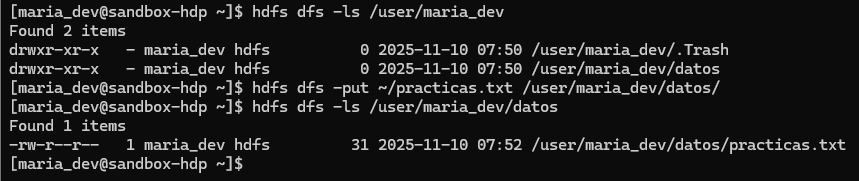 [maria_dev@sandbox-hdp ~]$ hdfs dfs -ls /user/maria_dev
Found 2 items
drwxr-xr-x   - maria_dev hdfs          0 2025-11-10 07:50 /user/maria_dev/.Trash
drwxr-xr-x   - maria_dev hdfs          0 2025-11-10 07:50 /user/maria_dev/datos
[maria_dev@sandbox-hdp ~]$ hdfs dfs -put ~/practicas.txt /user/maria_dev/datos/
[maria_dev@sandbox-hdp ~]$ hdfs dfs -ls /user/maria_dev/datos
Found 1 items
-rw-r--r--   1 maria_dev hdfs         31 2025-11-10 07:52 /user/maria_dev/datos/practicas.txt
[maria_dev@sandbox-hdp ~]$